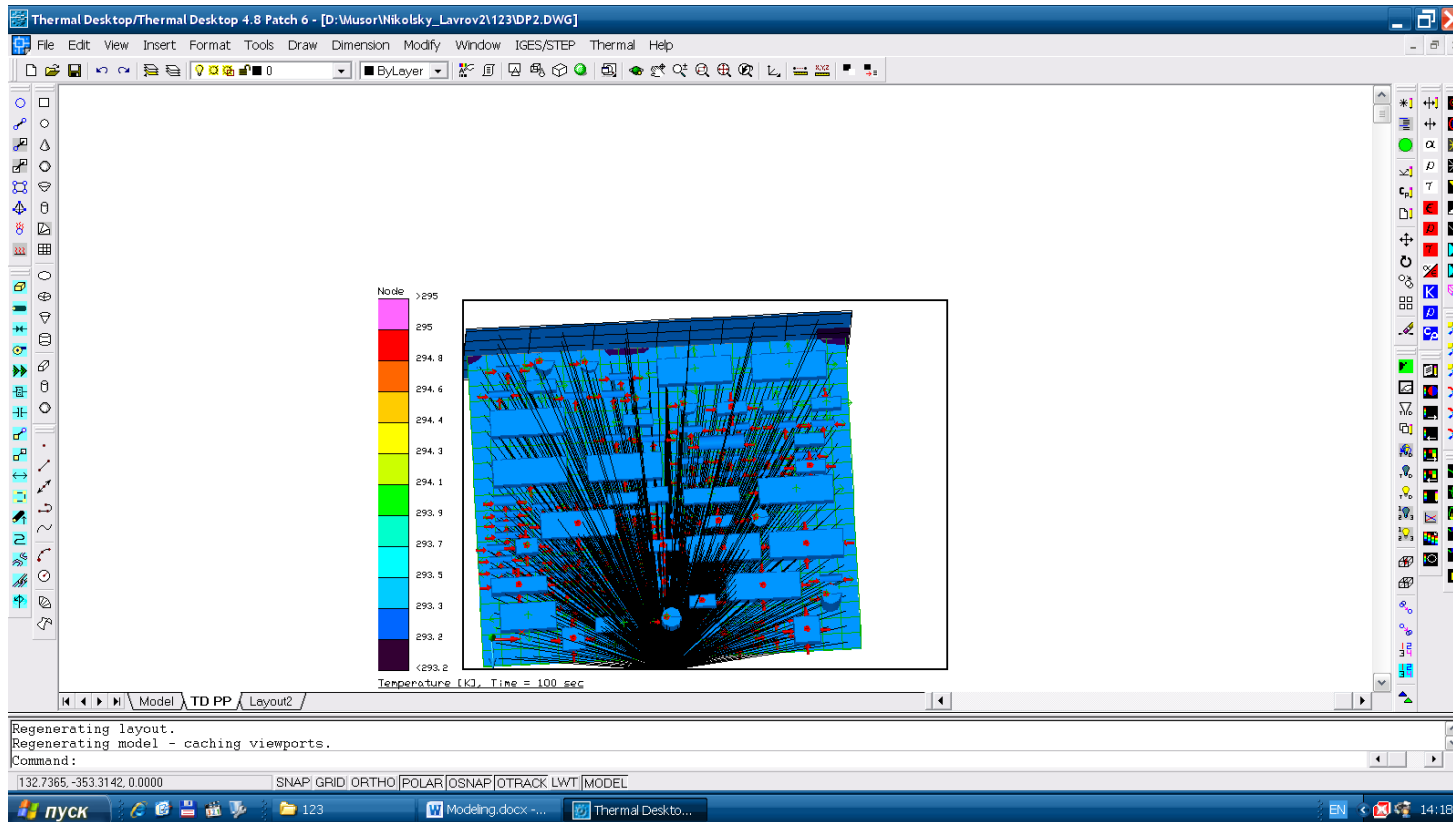 Thermal Desktop/Thermal Desktop 4.8 Patch 6 - [D:\Musor\Nikolsky_Lavrov2\123\DP2.DWG]
File Edit View Insert Format Tools Draw Dimension Modify Window IGES/STEP Thermal Help
0
ByLayer
Node
>295
295
294.8
294.6
294.4
294.3
294.1
293.9
293.7
293.5
293.3
293.2
<293.2
Temperature [K], Time = 100 sec
Model TD PP Layout2
Regenerating layout.
Regenerating model - caching viewports.
Command:
132.7365, -353.3142, 0.0000 SNAP GRID ORTHO POLAR OSNAP OTRACK LWT MODEL
пуск 123 Modeling.docx -... Thermal Deskto... EN 14:18